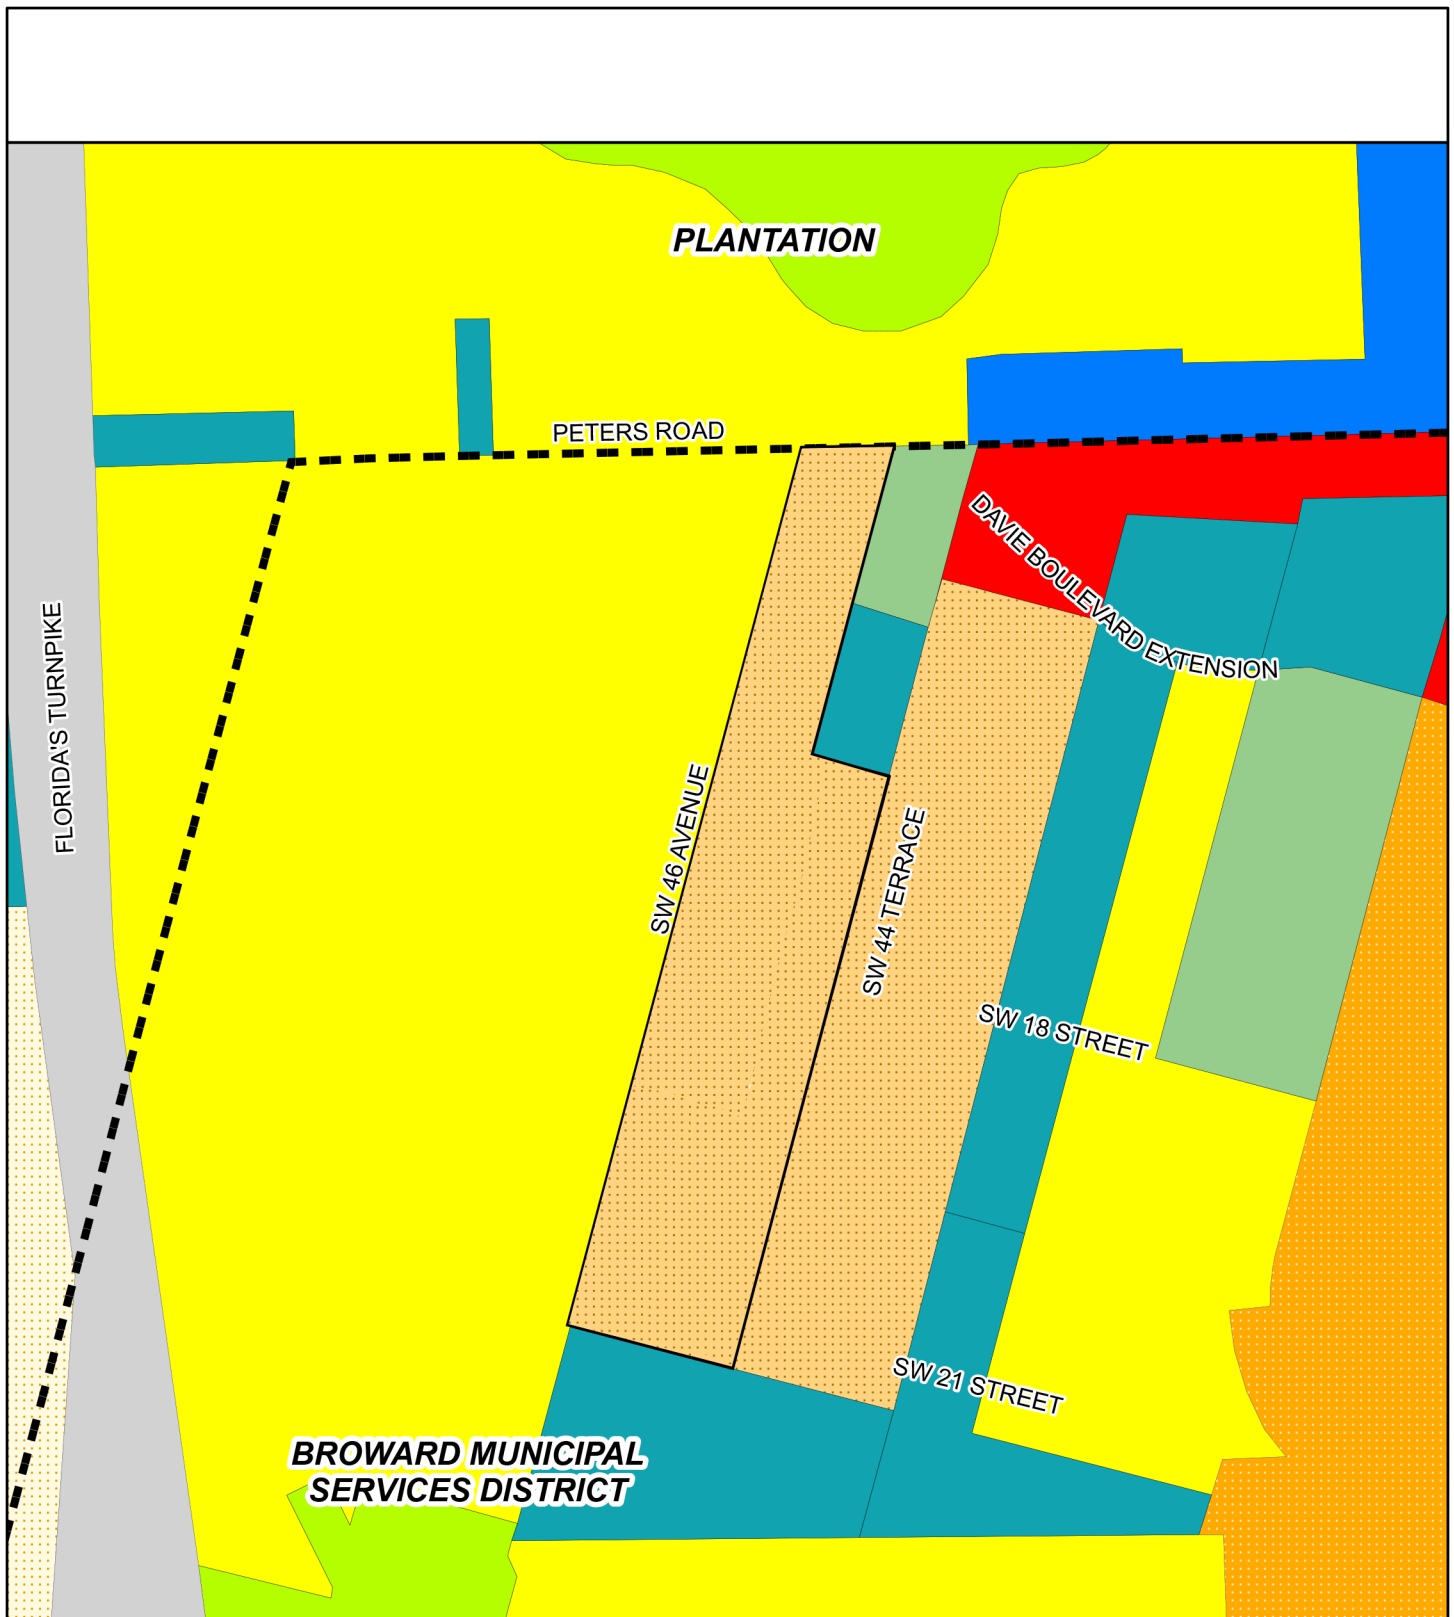 PLANTATION
PETERS ROAD
DAVIE BOULEVARD EXTENSION
FLORIDA'S TURNPIKE
SW 46 AVENUE
SW 44 TERRACE
SW 18 STREET
SW 21 STREET
BROWARD MUNICIPAL
SERVICES DISTRICT